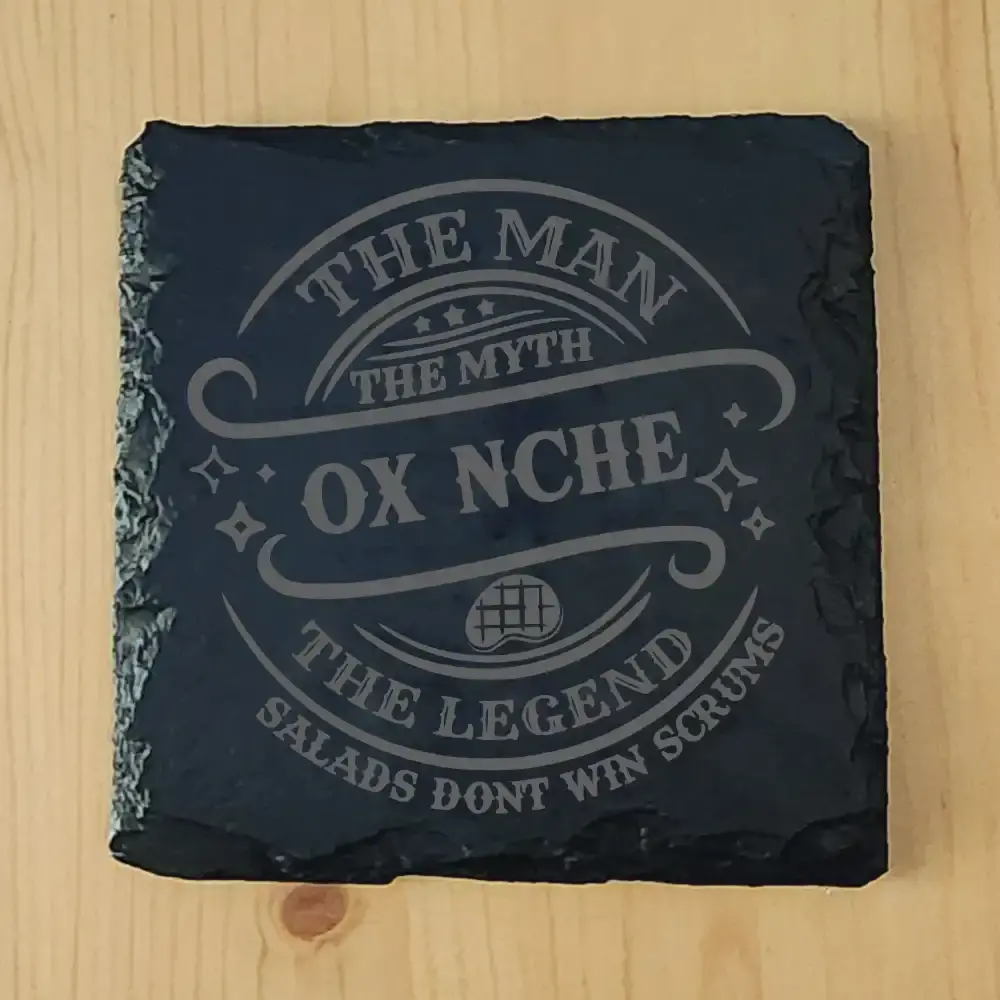 THE MAN
THE MYTH
OX NCHE
THE LEGEND
SALADS DONT WIN SCRUMS